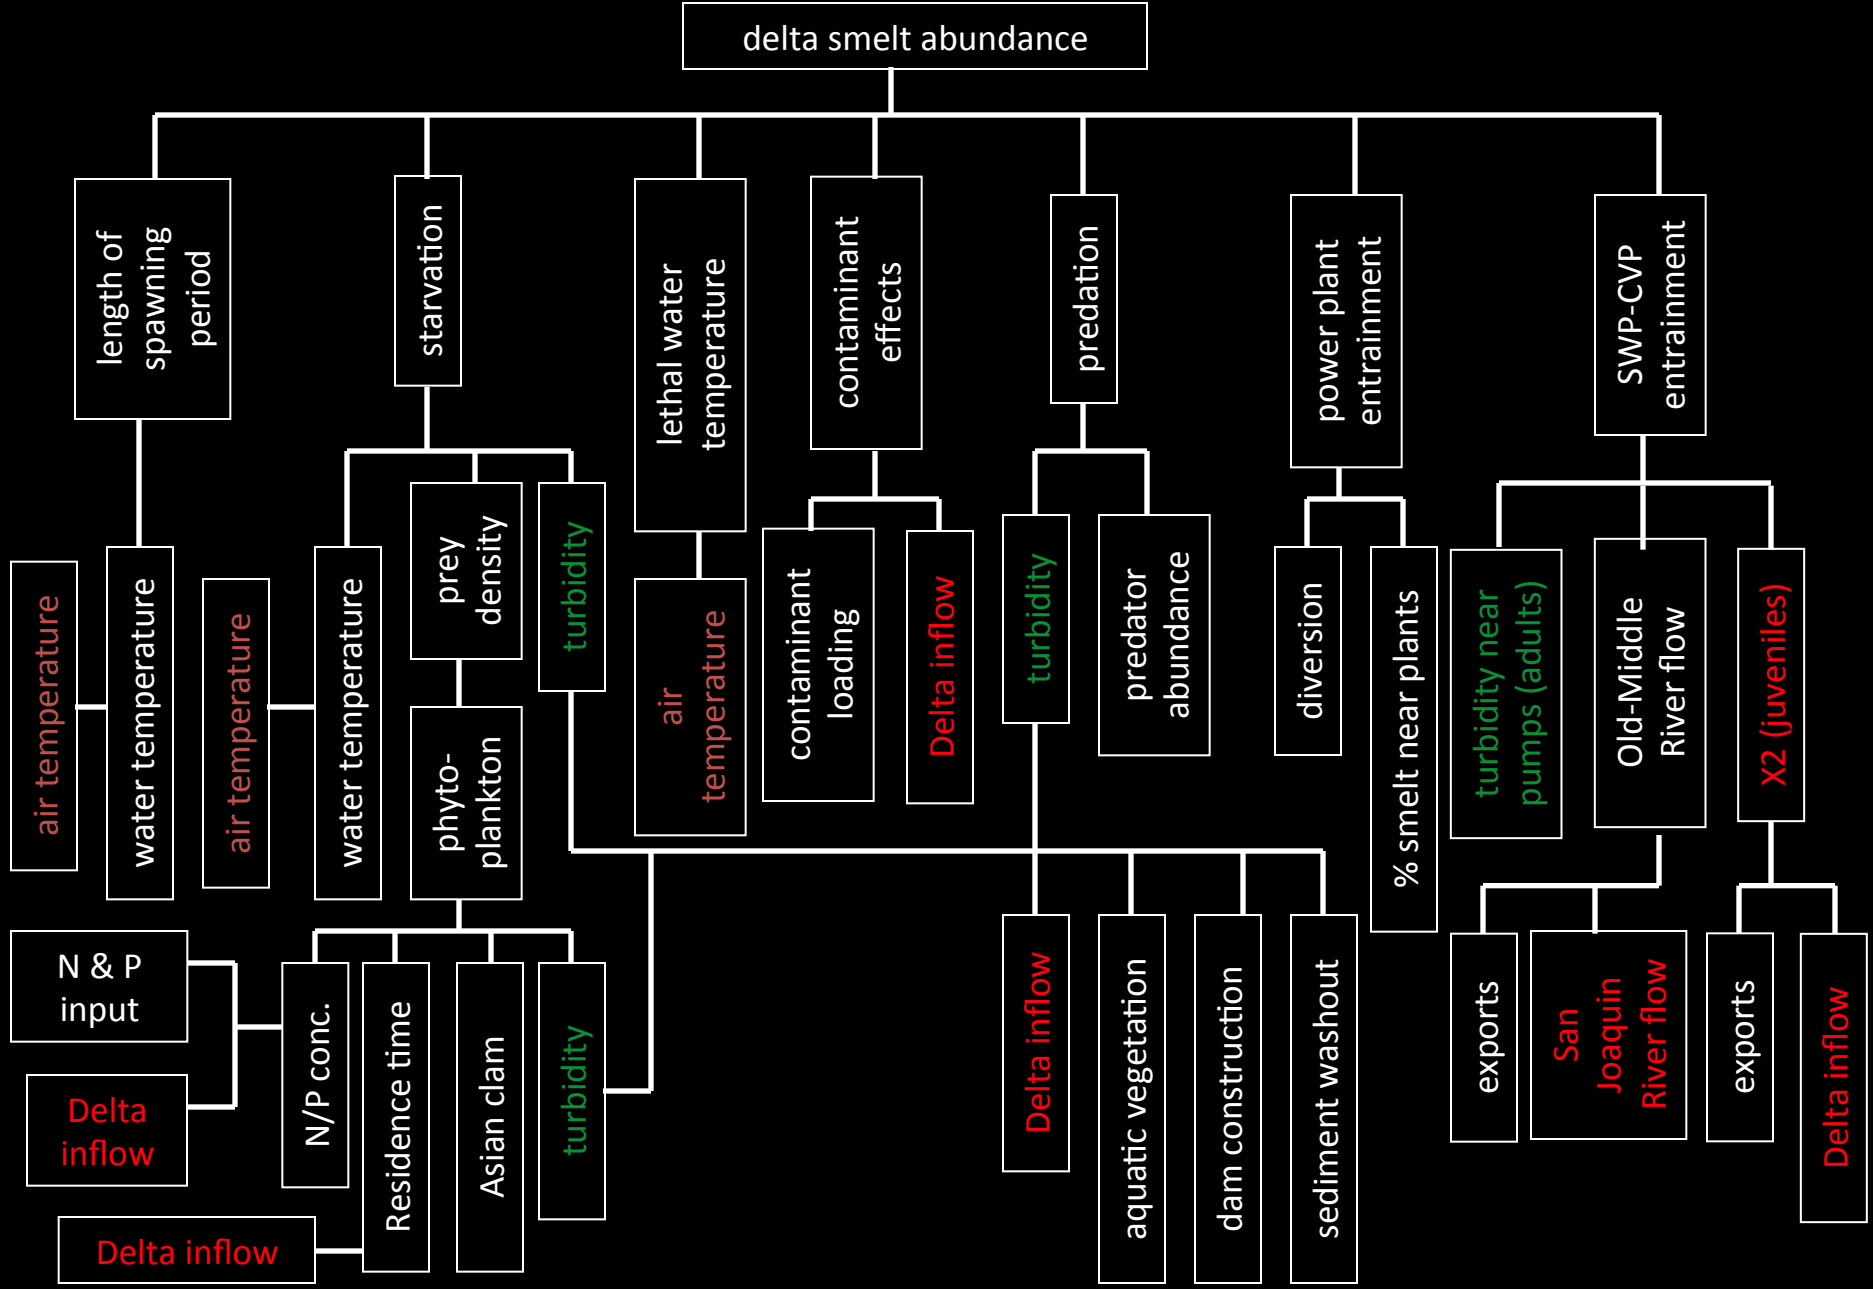 delta smelt abundance
length of
spawning
period
starvation
lethal water
temperature
contaminant
effects
predation
power plant
entrainment
SWP-CVP
entrainment
air temperature
water temperature
air temperature
water temperature
prey
density
turbidity
air
temperature
contaminant
loading
Delta inflow
turbidity
predator
abundance
diversion
% smelt near plants
turbidity near
pumps (adults)
Old-Middle
River flow
X2 (juveniles)
phyto-
plankton
N & P
input
Delta
inflow
N/P conc.
Residence time
Asian clam
turbidity
Delta inflow
Delta inflow
aquatic vegetation
dam construction
sediment washout
exports
San
Joaquin
River flow
exports
Delta inflow